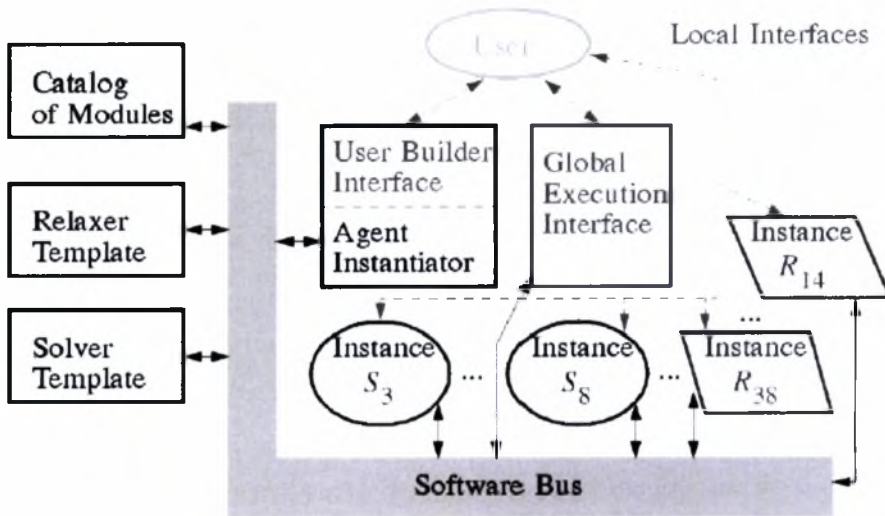 User
Local Interfaces
Catalog
of Modules
User Builder
Interface
Global
Execution
Interface
Relaxer
Template
Agent
Instantiator
Instance
R14
...
Solver
Template
Instance
S3
...
Instance
S8
...
Instance
R38
Software Bus